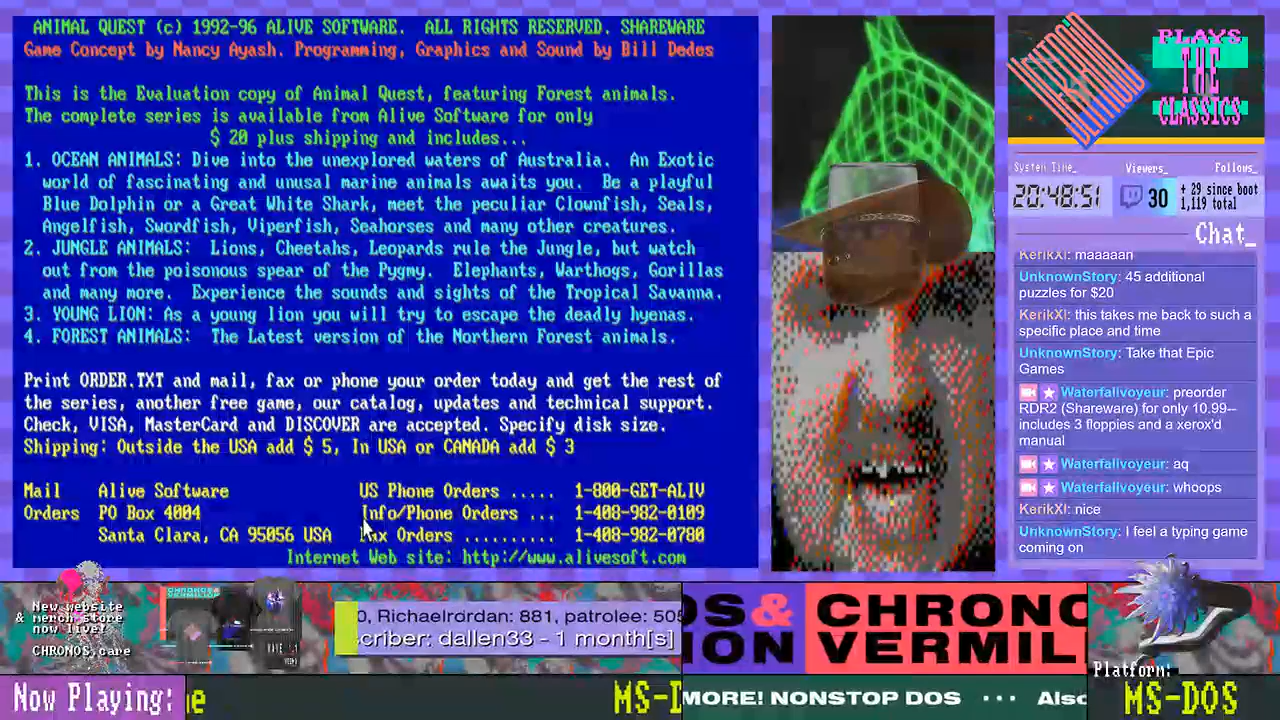 ANIMAL QUEST (c) 1992-96 ALIVE SOFTWARE.  ALL RIGHTS RESERVED. SHAREWARE
Game Concept by Nancy Ayash. Programming, Graphics and Sound by Bill Dedes
This is the Evaluation copy of Animal Quest, featuring Forest animals.
The complete series is available from Alive Software for only
$ 20 plus shipping and includes...
1. OCEAN ANIMALS: Dive into the unexplored waters of Australia.  An Exotic
world of fascinating and unusal marine animals awaits you.  Be a playful
Blue Dolphin or a Great White Shark, meet the peculiar Clownfish, Seals,
Angelfish, Swordfish, Viperfish, Seahorses and many other creatures.
2. JUNGLE ANIMALS:  Lions, Cheetahs, Leopards rule the Jungle, but watch
out from the poisonous spear of the Pygmy.  Elephants, Warthogs, Gorillas
and many more.  Experience the sounds and sights of the Tropical Savanna.
3. YOUNG LION: As a young lion you will try to escape the deadly hyenas.
4. FOREST ANIMALS:  The Latest version of the Northern Forest animals.
Print ORDER.TXT and mail, fax or phone your order today and get the rest of
the series, another free game, our catalog, updates and technical support.
Check, VISA, MasterCard and DISCOVER are accepted. Specify disk size.
Shipping: Outside the USA add $ 5, In USA or CANADA add $ 3
Mail Alive Software US Phone Orders ..... 1-800-GET-ALIV
Orders PO Box 4004 Info/Phone Orders ... 1-408-982-0109
Santa Clara, CA 95056 USA Fax Orders .......... 1-408-982-0780
Internet Web site: http://www.alivesoft.com
PLAYS
THE
CLASSICS
System Time_ Viewers_ Follows_
20:48:51 30 + 29 since boot
1,119 total
Chat_
KerikXI: maaaaah
UnknownStory: 45 additional
puzzles for $20
KerikXI: this takes me back to such a
specific place and time
UnknownStory: Take that Epic
Games
Waterfallvoyeur: preorder
RDR2 (Shareware) for only 10.99--
includes 3 floppies and a xerox'd
manual
Waterfallvoyeur: aq
Waterfallvoyeur: whoops
KerikXI: nice
UnknownStory: I feel a typing game
coming on
New website
& merch store
now live!
CHRONOS.care
0, Richaelrordan: 881, patrolee: 505
scriber: dallen33 - 1 month[s]
OS& CHRONO
ION VERMIL
Platform:
Now Playing: e MS-D
MORE! NONSTOP DOS ••• Also
MS-DOS